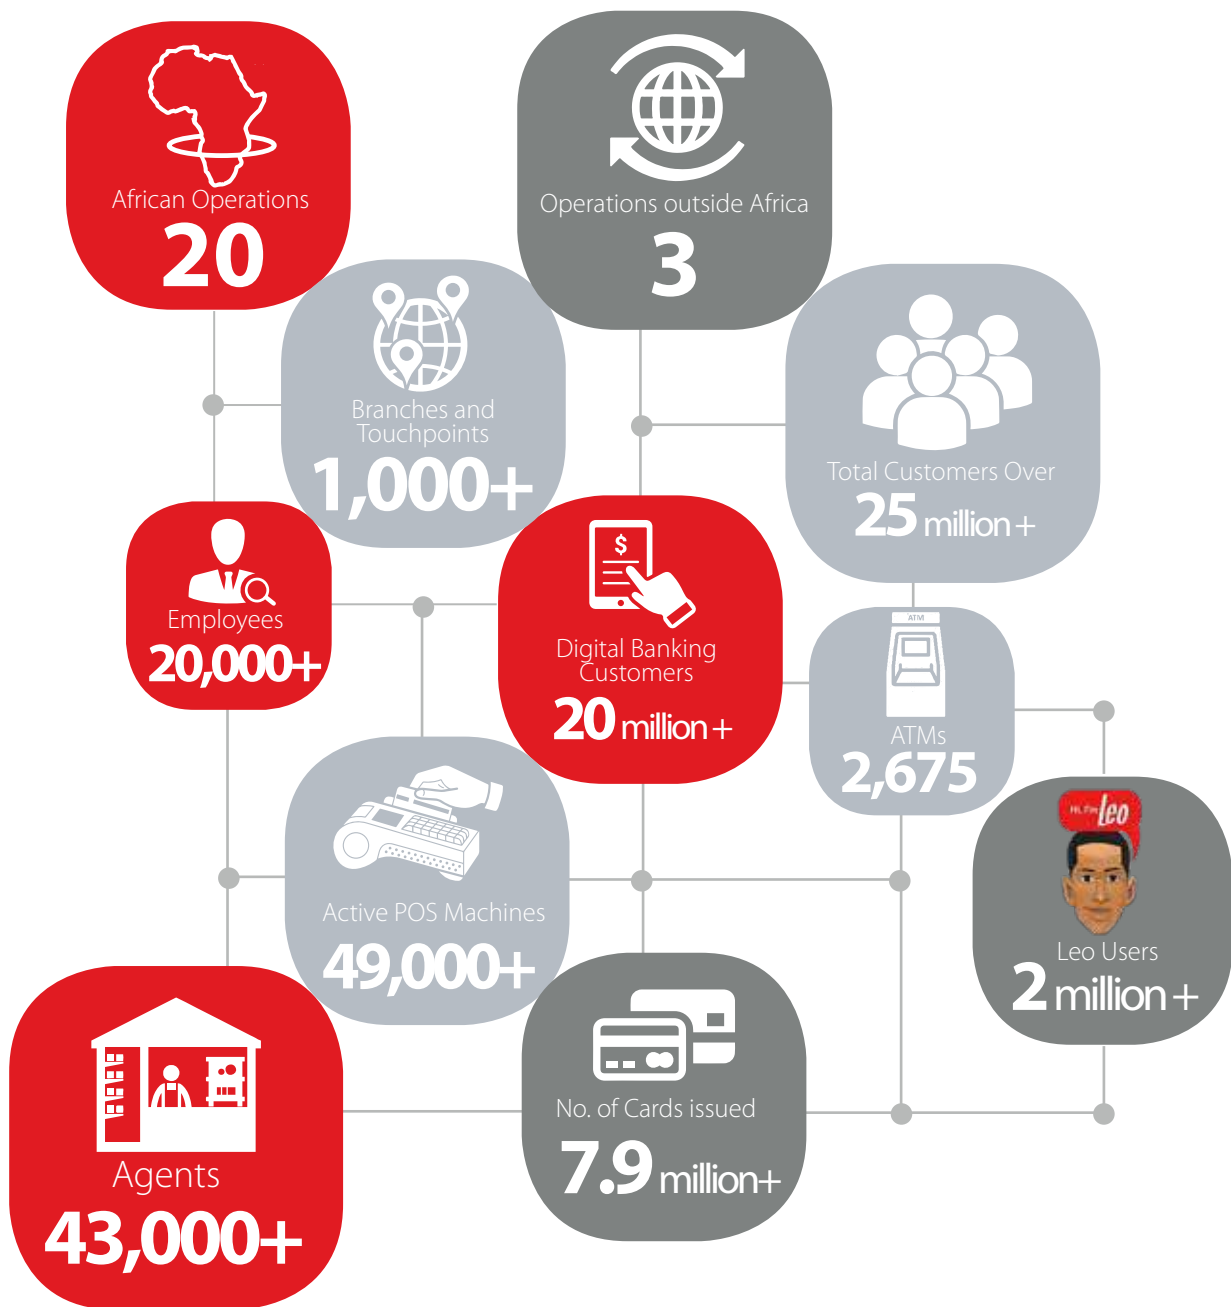 African Operations
20
Operations outside Africa
3
Branches and
Touchpoints
1,000+
Total Customers Over
25 million +
Employees
20,000+
$
Digital Banking
Customers
20 million +
ATM
ATMs
2,675
Active POS Machines
49,000+
Hi, I'm Leo
Leo Users
2 million +
Agents
43,000+
No. of Cards issued
7.9 million+